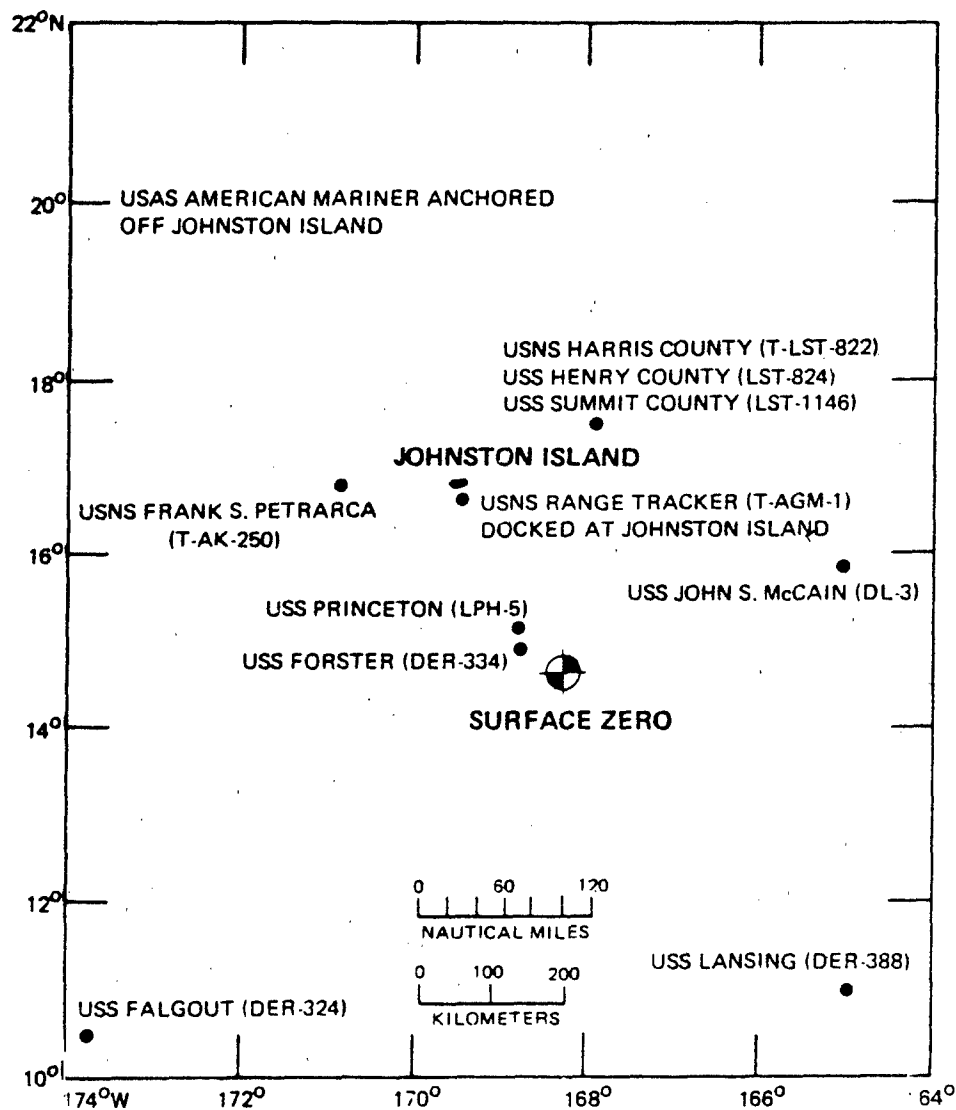 22°N
20°
USAS AMERICAN MARINER ANCHORED
OFF JOHNSTON ISLAND
USNS HARRIS COUNTY (T-LST-822)
18°
USS HENRY COUNTY (LST-824)
USS SUMMIT COUNTY (LST-1146)
JOHNSTON ISLAND
USNS FRANK S. PETRARCA
(T-AK-250)
USNS RANGE TRACKER (T-AGM-1)
DOCKED AT JOHNSTON ISLAND
16°
USS JOHN S. McCAIN (DL-3)
USS PRINCETON (LPH-5)
USS FORSTER (DER-334)
SURFACE ZERO
14°
12°
0 60 120
NAUTICAL MILES
0 100 200
KILOMETERS
USS LANSING (DER-388)
USS FALGOUT (DER-324)
10°
174°W 172° 170° 168° 166° 64°